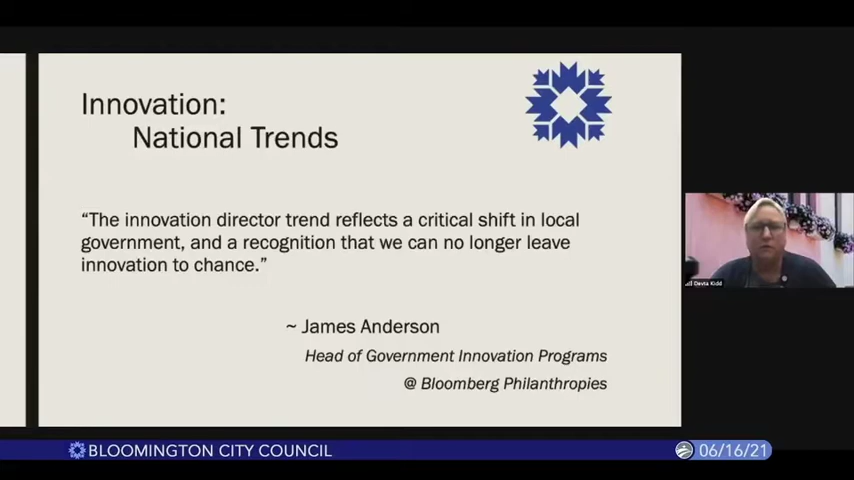 Innovation:
National Trends
“The innovation director trend reflects a critical shift in local
government, and a recognition that we can no longer leave
innovation to chance.”
~ James Anderson
Head of Government Innovation Programs
@ Bloomberg Philanthropies
Devta Kidd
BLOOMINGTON CITY COUNCIL
06/16/21